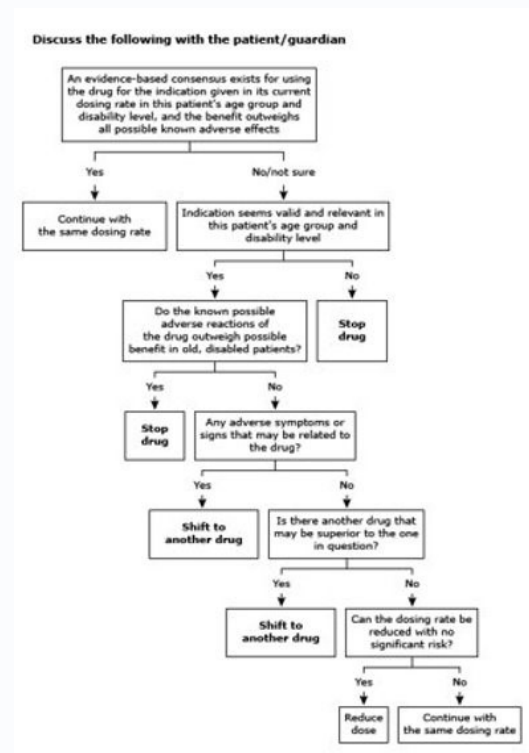 Discuss the following with the patient/guardian
An evidence-based consensus exists for using
the drug for the indication given in its current
dosing rate in this patient's age group and
disability level, and the benefit outweighs
all possible known adverse effects
Yes
No/not sure
Continue with
the same dosing rate
Indication seems valid and relevant in
this patient's age group and
disability level
Yes
No
Do the known possible
adverse reactions of
the drug outweigh possible
benefit in old, disabled patients?
Stop
drug
Yes
No
Stop
drug
Any adverse symptoms or
signs that may be related to
the drug?
Yes
No
Shift to
another drug
Is there another drug that
may be superior to the one
in question?
Yes
No
Shift to
another drug
Can the dosing rate be
reduced with no
significant risk?
Yes
No
Reduce
dose
Continue with
the same dosing rate